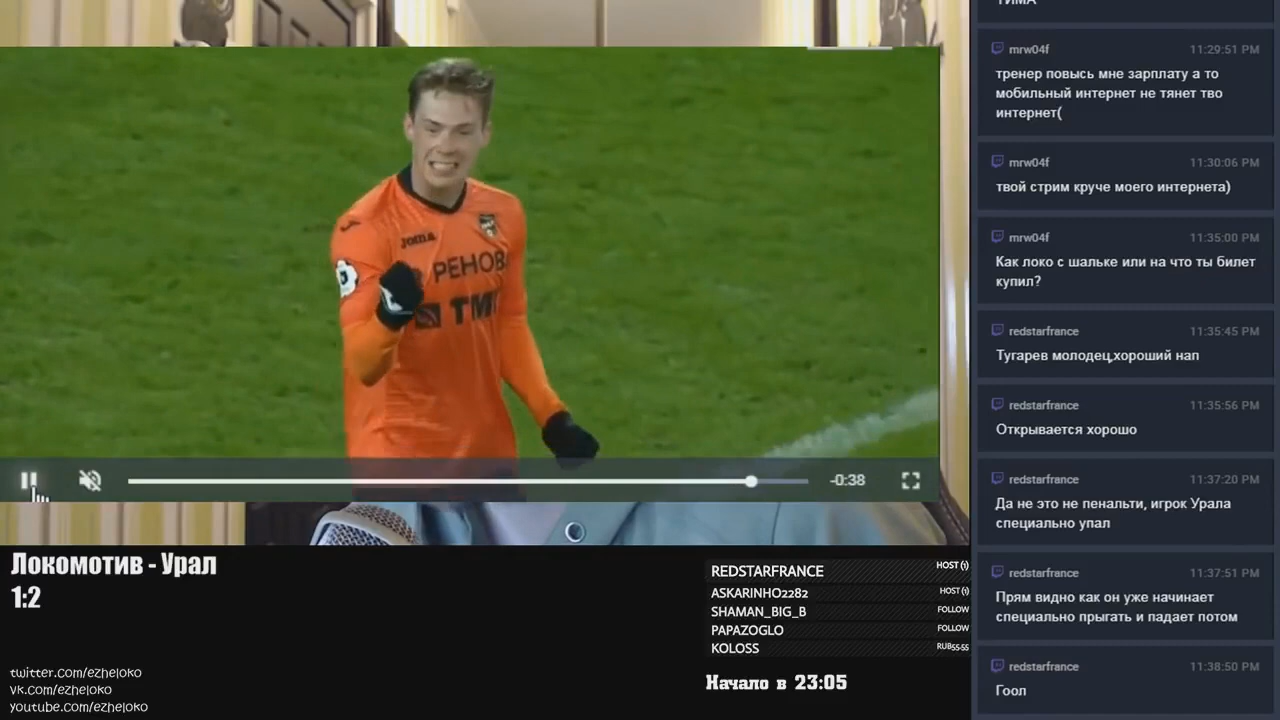 ТИМА
mrw04f 11:29:51 PM
тренер повысь мне зарплату а то
мобильный интернет не тянет тво
интернет(
mrw04f 11:30:06 PM
твой стрим круче моего интернета)
mrw04f 11:35:00 PM
Как локо с шальке или на что ты билет
купил?
redstarfrance 11:35:45 PM
Тугарев молодец,хороший нап
redstarfrance 11:35:56 PM
Открывается хорошо
redstarfrance 11:37:20 PM
Да не это не пенальти, игрок Урала
специально упал
redstarfrance 11:37:51 PM
Прям видно как он уже начинает
специально прыгать и падает потом
redstarfrance 11:38:50 PM
Гоол
Joma
РЕНОВ
ТМ
-0:38
Локомотив - Урал
1:2
twitter.com/ezheloko
vk.com/ezheloko
youtube.com/ezheloko
REDSTARFRANCE HOST (1)
ASKARINHO2282 HOST (1)
SHAMAN_BIG_B FOLLOW
PAPAZOGLO FOLLOW
KOLOSS RUB55.55
Начало в 23:05